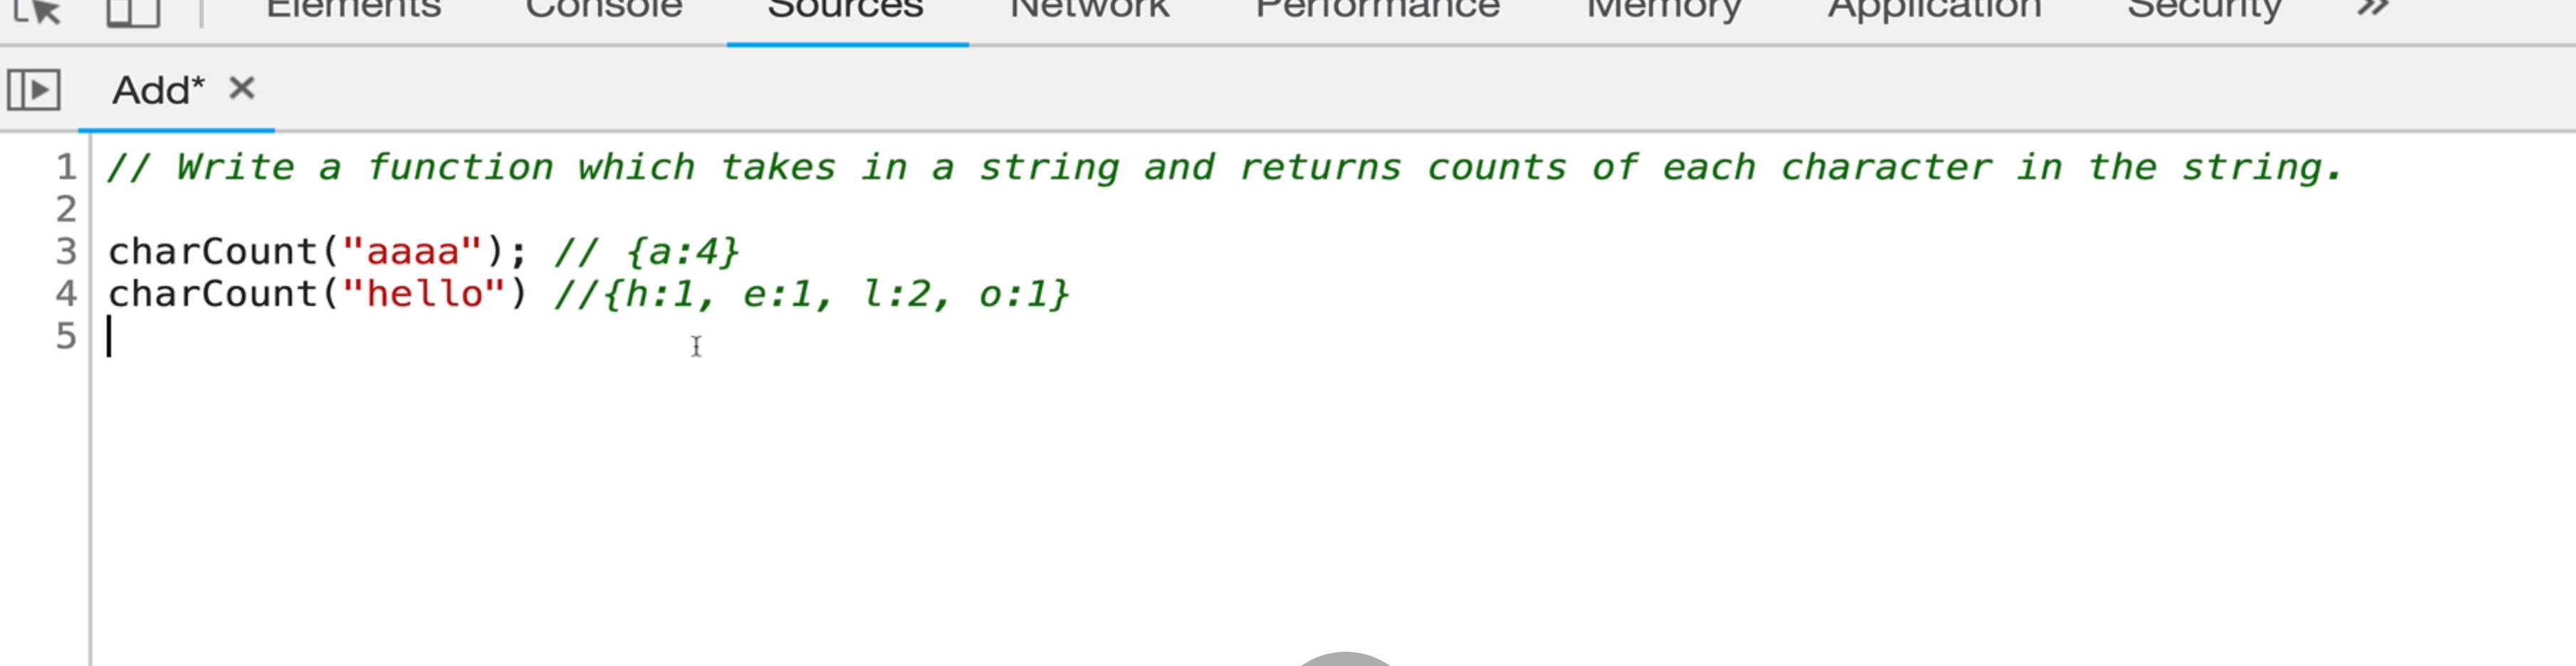 Elements Console Sources Network Performance Memory Application Security »
Add* ×
1 // Write a function which takes in a string and returns counts of each character in the string.
2
3 charCount("aaaa"); // {a:4}
4 charCount("hello") //{h:1, e:1, l:2, o:1}
5